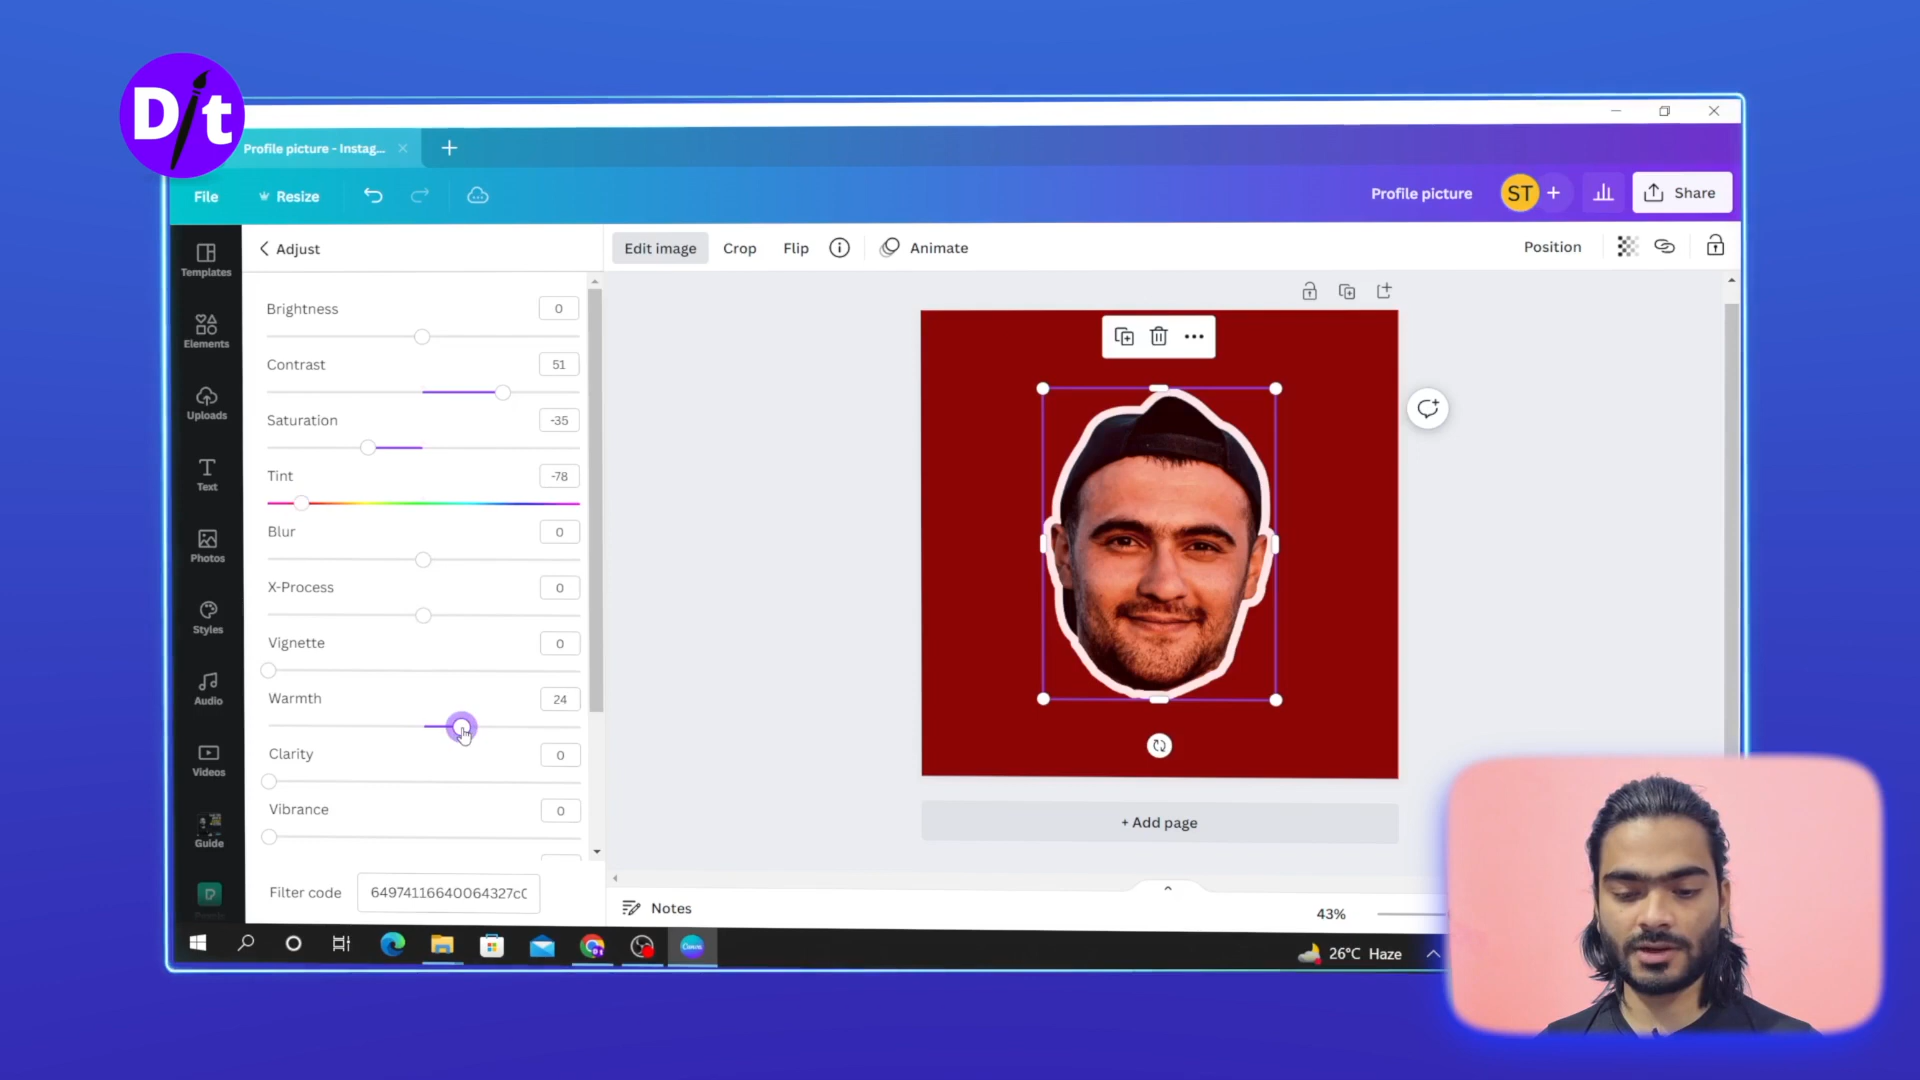 D/t
Profile picture - Instag...
File
Resize
Profile picture
ST
Share
Templates
Elements
Uploads
Text
Photos
Styles
Audio
Videos
Guide
Adjust
Edit image
Crop
Flip
Animate
Position
Brightness 0
Contrast 51
Saturation -35
Tint -78
Blur 0
X-Process 0
Vignette 0
Warmth 24
Clarity 0
Vibrance 0
Filter code 64974116640064327c0
+ Add page
Notes
43%
Canva
26°C Haze